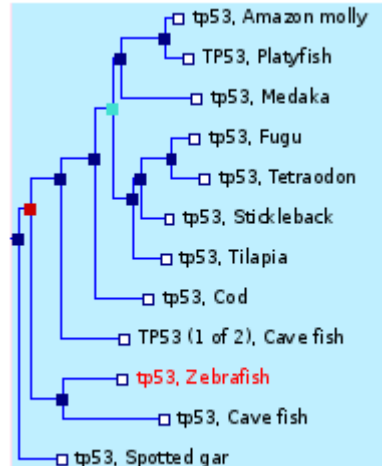 tp53, Amazon molly
TP53, Platyfish
tp53, Medaka
tp53, Fugu
tp53, Tetraodon
tp53, Stickleback
tp53, Tilapia
tp53, Cod
TP53 (1 of 2), Cave fish
tp53, Zebrafish
tp53, Cave fish
tp53, Spotted gar